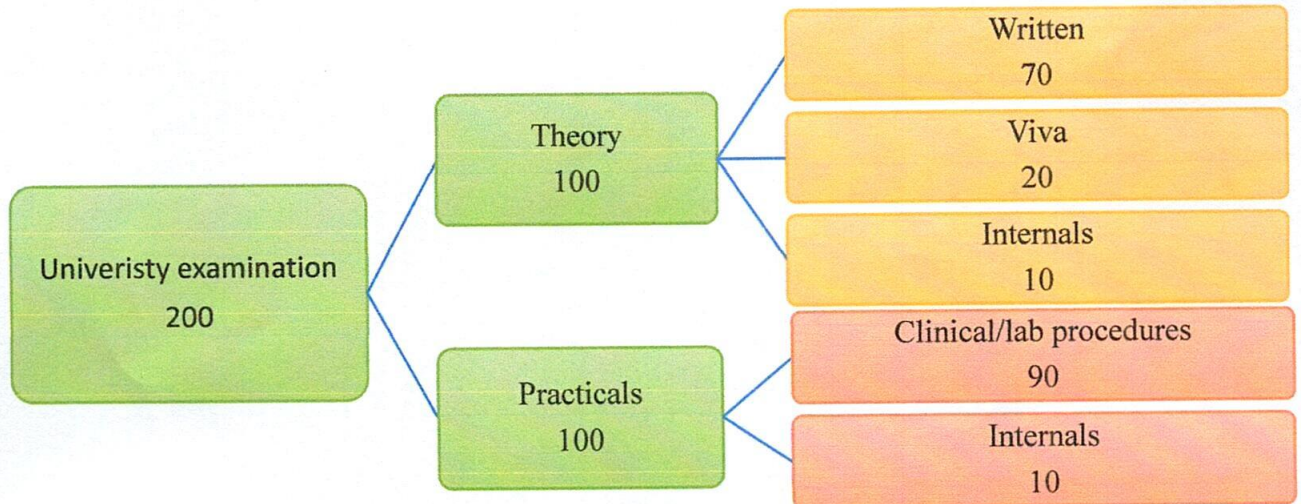 Univeristy examination
200
Theory
100
Written
70
Viva
20
Internals
10
Practicals
100
Clinical/lab procedures
90
Internals
10